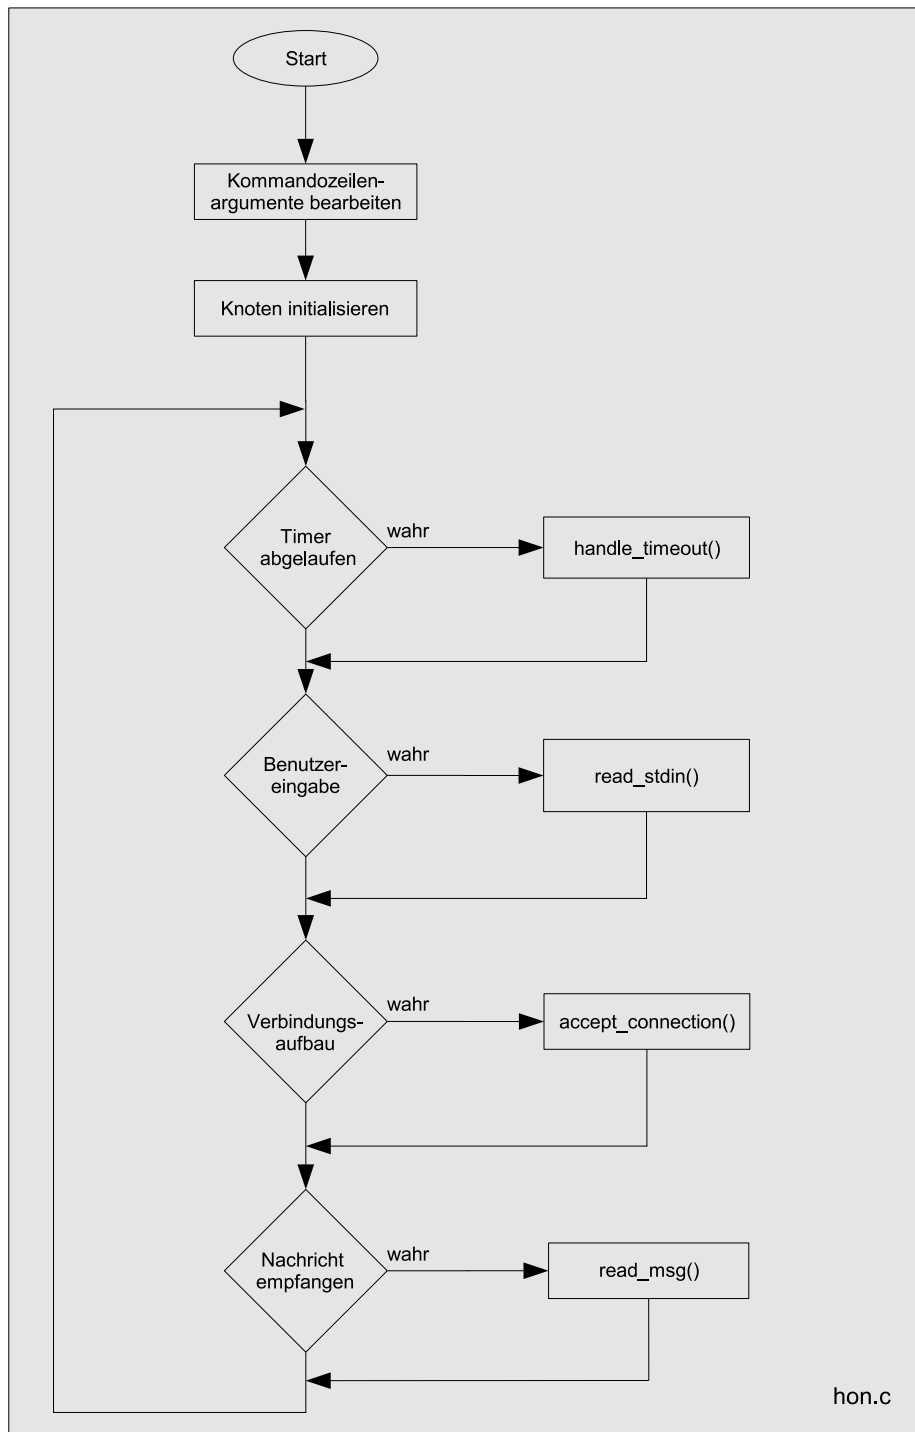 Start
Kommandozeilen-
argumente bearbeiten
Knoten initialisieren
Timer
abgelaufen
wahr
handle_timeout()
Benutzer-
eingabe
wahr
read_stdin()
Verbindungs-
aufbau
wahr
accept_connection()
Nachricht
empfangen
wahr
read_msg()
hon.c